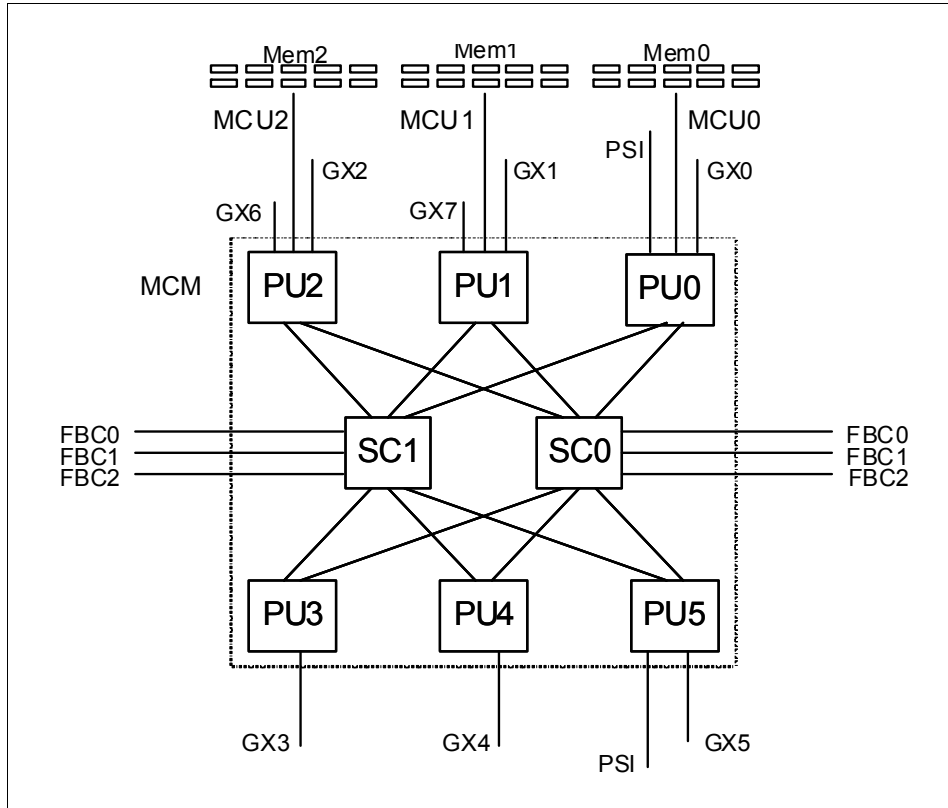 Mem2
Mem1
Mem0
MCU2
MCU1
MCU0
PSI
GX2
GX1
GX0
GX6
GX7
MCM
PU2
PU1
PU0
FBC0
FBC1
FBC2
SC1
SC0
FBC0
FBC1
FBC2
PU3
PU4
PU5
GX3
GX4
PSI
GX5